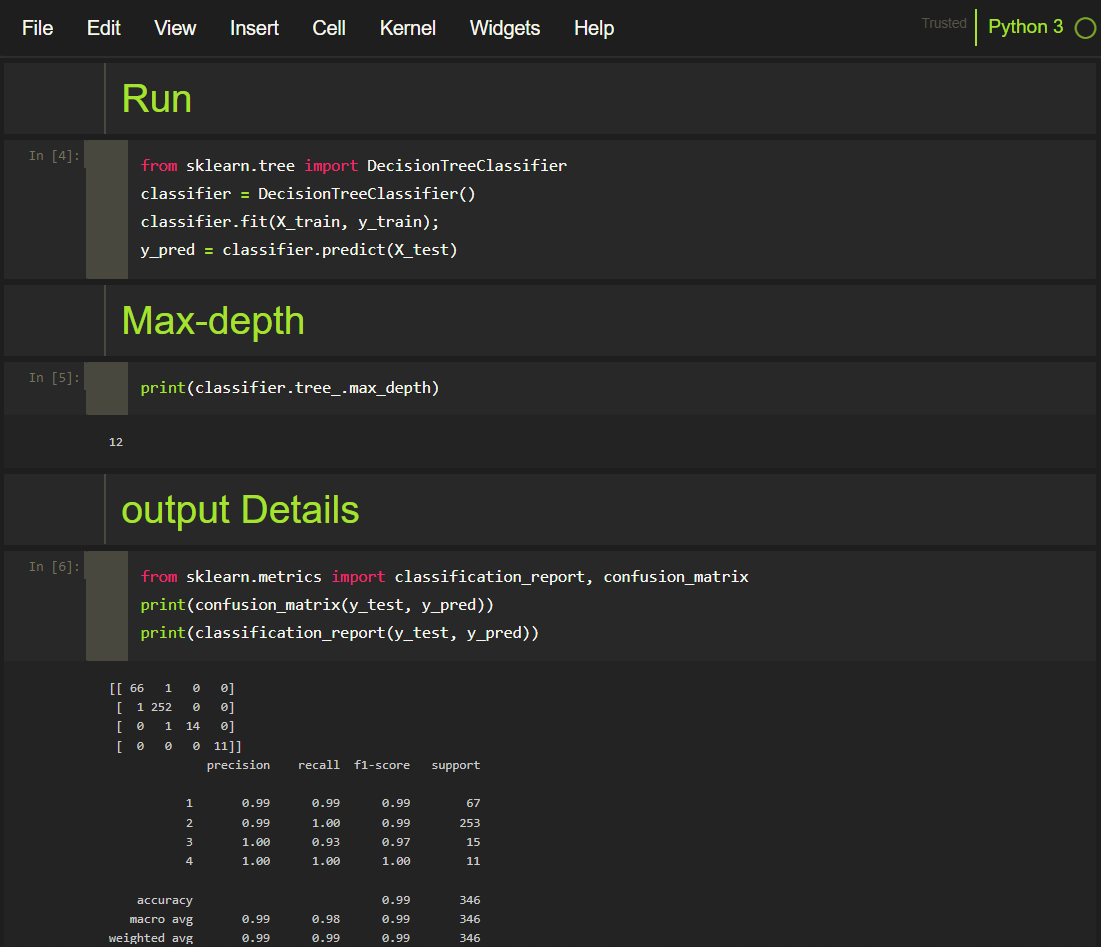 File Edit View Insert Cell Kernel Widgets Help Trusted Python 3
Run
In [4]:
from sklearn.tree import DecisionTreeClassifier
classifier = DecisionTreeClassifier()
classifier.fit(X_train, y_train);
y_pred = classifier.predict(X_test)
Max-depth
In [5]:
print(classifier.tree_.max_depth)
12
output Details
In [6]:
from sklearn.metrics import classification_report, confusion_matrix
print(confusion_matrix(y_test, y_pred))
print(classification_report(y_test, y_pred))
[[ 66   1   0   0]
 [  1 252   0   0]
 [  0   1  14   0]
 [  0   0   0  11]]
              precision    recall  f1-score   support
           1       0.99      0.99      0.99        67
           2       0.99      1.00      0.99       253
           3       1.00      0.93      0.97        15
           4       1.00      1.00      1.00        11
    accuracy                           0.99       346
   macro avg       0.99      0.98      0.99       346
weighted avg       0.99      0.99      0.99       346